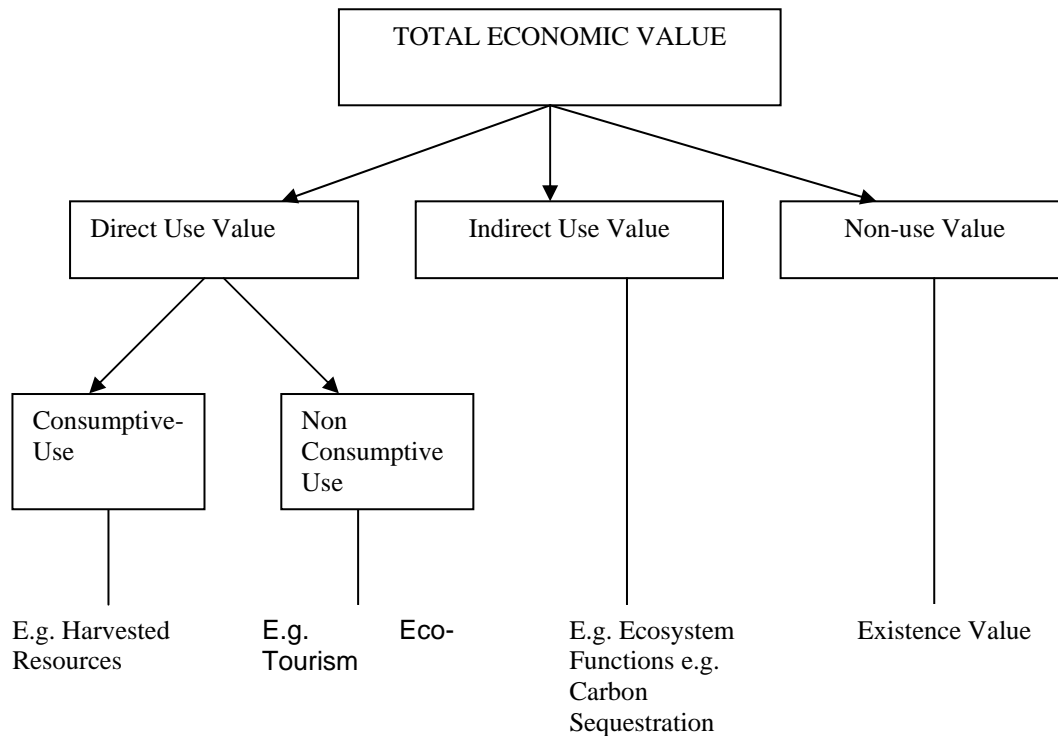 TOTAL ECONOMIC VALUE
Direct Use Value
Indirect Use Value
Non-use Value
Consumptive-
Use
Non
Consumptive
Use
E.g. Harvested
Resources
E.g. Eco-
Tourism
E.g. Ecosystem
Functions e.g.
Carbon
Sequestration
Existence Value